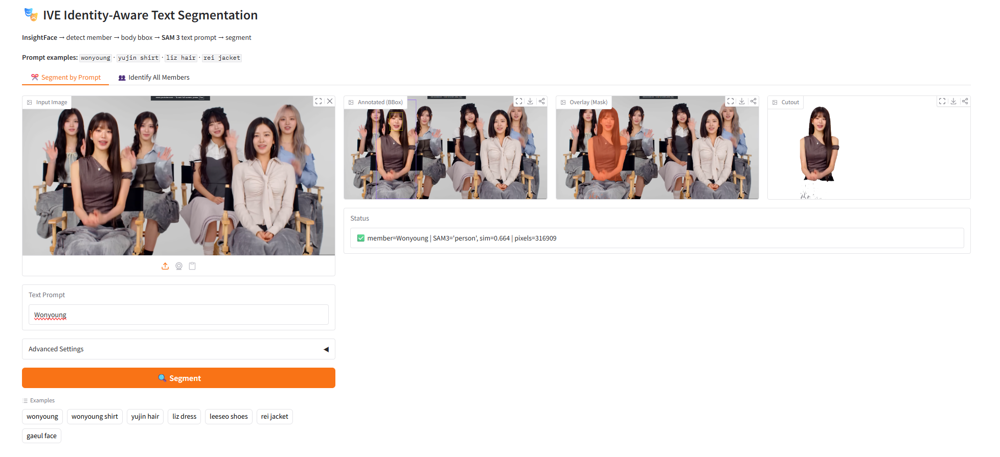 IVE Identity-Aware Text Segmentation
InsightFace → detect member → body bbox → SAM 3 text prompt → segment
Prompt examples: wonyoung · yujin shirt · liz hair · rei jacket
Segment by Prompt
Identify All Members
Input Image
Annotated (BBox)
Overlay (Mask)
Cutout
Status
member=Wonyoung | SAM3='person', sim=0.664 | pixels=316909
Text Prompt
Wonyoung
Advanced Settings
Segment
Examples
wonyoung
wonyoung shirt
yujin hair
liz dress
leeseo shoes
rei jacket
gaeul face